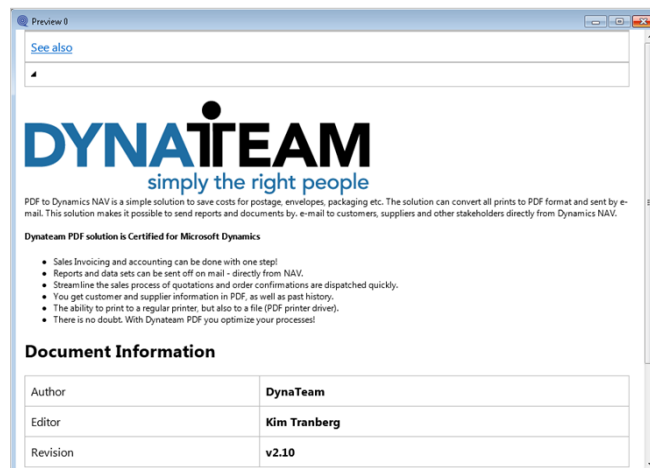 Preview 0
See also
DYNATEAM
simply the right people
PDF to Dynamics NAV is a simple solution to save costs for postage, envelopes, packaging etc. The solution can convert all prints to PDF format and sent by e-
mail. This solution makes it possible to send reports and documents by. e-mail to customers, suppliers and other stakeholders directly from Dynamics NAV.
Dynateam PDF solution is Certified for Microsoft Dynamics
• Sales Invoicing and accounting can be done with one step!
• Reports and data sets can be sent off on mail - directly from NAV.
• Streamline the sales process of quotations and order confirmations are dispatched quickly.
• You get customer and supplier information in PDF, as well as past history.
• The ability to print to a regular printer, but also to a file (PDF printer driver).
• There is no doubt. With Dynateam PDF you optimize your processes!
Document Information
Author DynaTeam
Editor Kim Tranberg
Revision v2.10